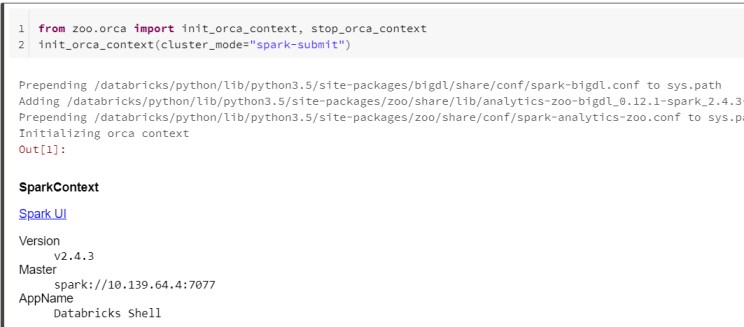 1 from zoo.orca import init_orca_context, stop_orca_context
2 init_orca_context(cluster_mode="spark-submit")
Prepending /databricks/python/lib/python3.5/site-packages/bigdl/share/conf/spark-bigdl.conf to sys.path
Adding /databricks/python/lib/python3.5/site-packages/zoo/share/lib/analytics-zoo-bigdl_0.12.1-spark_2.4.3-
Prepending /databricks/python/lib/python3.5/site-packages/zoo/share/conf/spark-analytics-zoo.conf to sys.pa
Initializing orca context
Out[1]:
SparkContext
Spark UI
Version
v2.4.3
Master
spark://10.139.64.4:7077
AppName
Databricks Shell